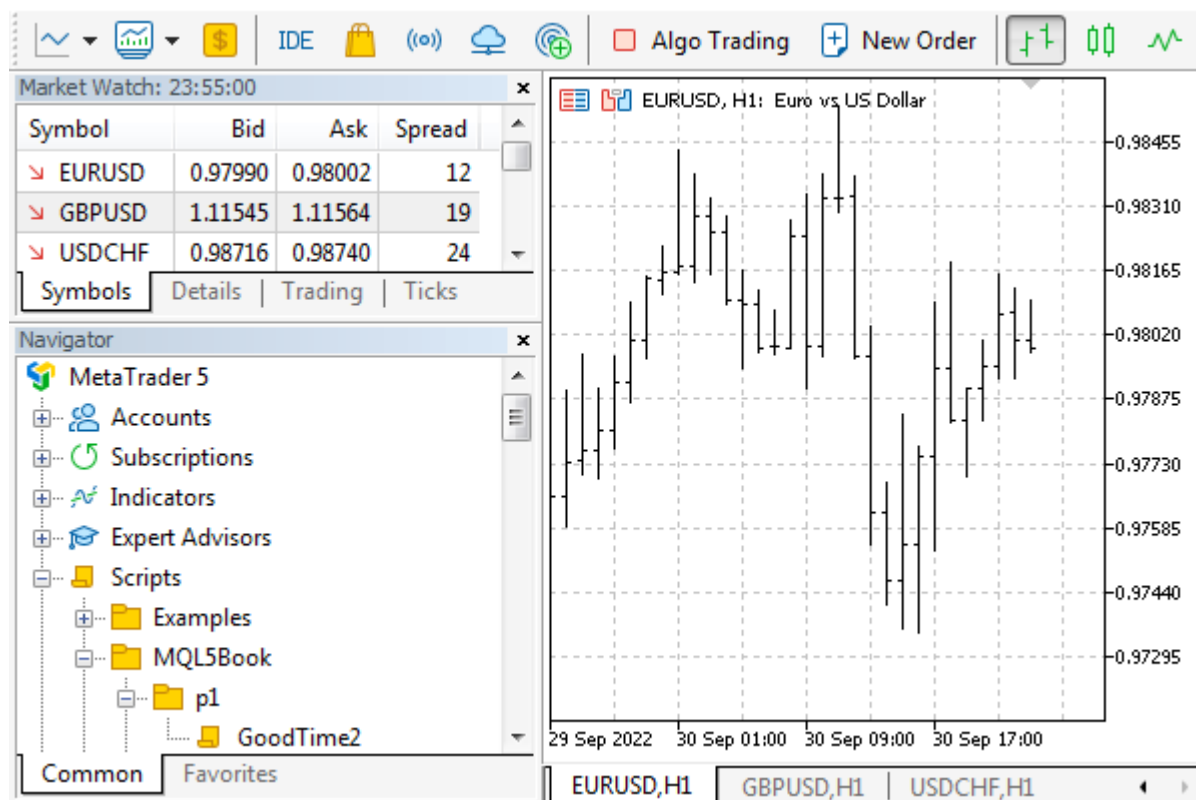 IDE Algo Trading New Order
Market Watch: 23:55:00
Symbol Bid Ask Spread
EURUSD 0.97990 0.98002 12
GBPUSD 1.11545 1.11564 19
USDCHF 0.98716 0.98740 24
Symbols Details Trading Ticks
Navigator
MetaTrader 5
Accounts
Subscriptions
Indicators
Expert Advisors
Scripts
Examples
MQL5Book
p1
GoodTime2
Common Favorites
EURUSD, H1: Euro vs US Dollar
0.98455
0.98310
0.98165
0.98020
0.97875
0.97730
0.97585
0.97440
0.97295
29 Sep 2022 30 Sep 01:00 30 Sep 09:00 30 Sep 17:00
EURUSD,H1 GBPUSD,H1 USDCHF,H1